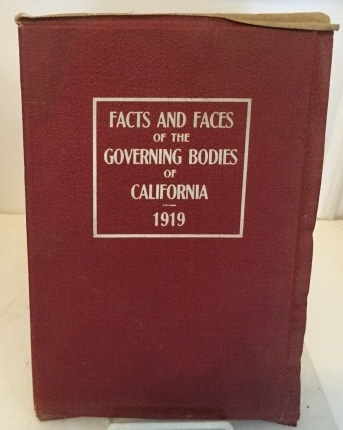 FACTS AND FACES
OF THE
GOVERNING BODIES
OF
CALIFORNIA
1919